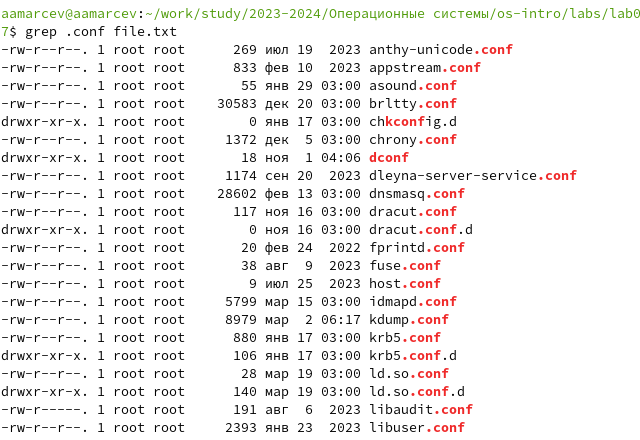 aamarcev@aamarcev:~/work/study/2023-2024/Операционные системы/os-intro/labs/lab0
7$ grep .conf file.txt
-rw-r--r--. 1 root root      269 июл 19  2023 anthy-unicode.conf
-rw-r--r--. 1 root root      833 фев 10  2023 appstream.conf
-rw-r--r--. 1 root root       55 янв 29 03:00 asound.conf
-rw-r--r--. 1 root root    30583 дек 20 03:00 brltty.conf
drwxr-xr-x. 1 root root        0 янв 17 03:00 chkconfig.d
-rw-r--r--. 1 root root     1372 дек  5 03:00 chrony.conf
drwxr-xr-x. 1 root root       18 ноя  1 04:06 dconf
-rw-r--r--. 1 root root     1174 сен 20  2023 dleyna-server-service.conf
-rw-r--r--. 1 root root    28602 фев 13 03:00 dnsmasq.conf
-rw-r--r--. 1 root root      117 ноя 16 03:00 dracut.conf
drwxr-xr-x. 1 root root        0 ноя 16 03:00 dracut.conf.d
-rw-r--r--. 1 root root       20 фев 24  2022 fprintd.conf
-rw-r--r--. 1 root root       38 авг  9  2023 fuse.conf
-rw-r--r--. 1 root root        9 июл 25  2023 host.conf
-rw-r--r--. 1 root root     5799 мар 15 03:00 idmapd.conf
-rw-r--r--. 1 root root     8979 мар  2 06:17 kdump.conf
-rw-r--r--. 1 root root      880 янв 17 03:00 krb5.conf
drwxr-xr-x. 1 root root      106 янв 17 03:00 krb5.conf.d
-rw-r--r--. 1 root root       28 мар 19 03:00 ld.so.conf
drwxr-xr-x. 1 root root      140 мар 19 03:00 ld.so.conf.d
-rw-r-----. 1 root root      191 авг  6  2023 libaudit.conf
-rw-r--r--. 1 root root     2393 янв 23  2023 libuser.conf